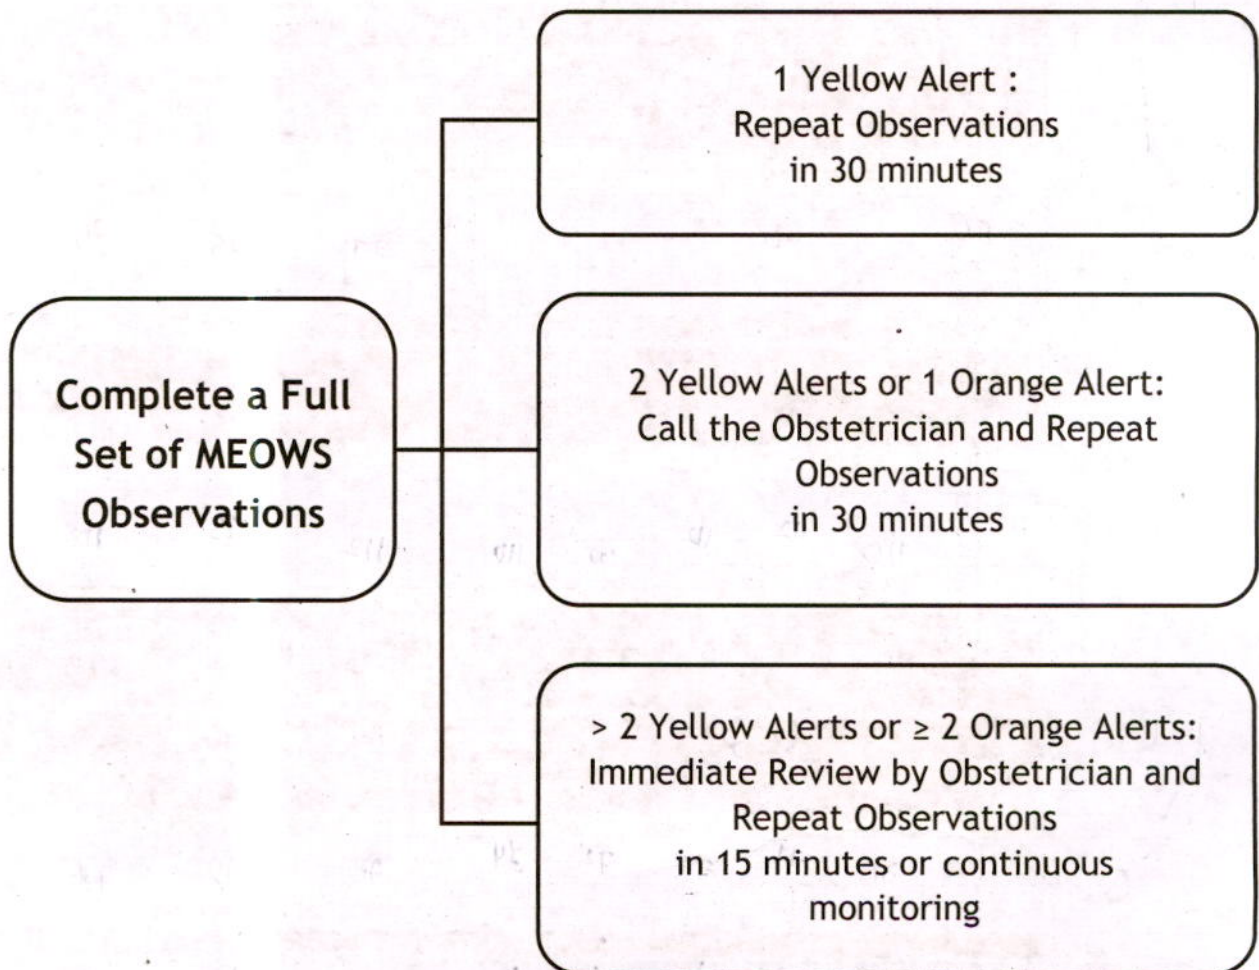 1 Yellow Alert :
Repeat Observations
in 30 minutes
Complete a Full
Set of MEOWS
Observations
2 Yellow Alerts or 1 Orange Alert:
Call the Obstetrician and Repeat
Observations
in 30 minutes
> 2 Yellow Alerts or ≥ 2 Orange Alerts:
Immediate Review by Obstetrician and
Repeat Observations
in 15 minutes or continuous
monitoring